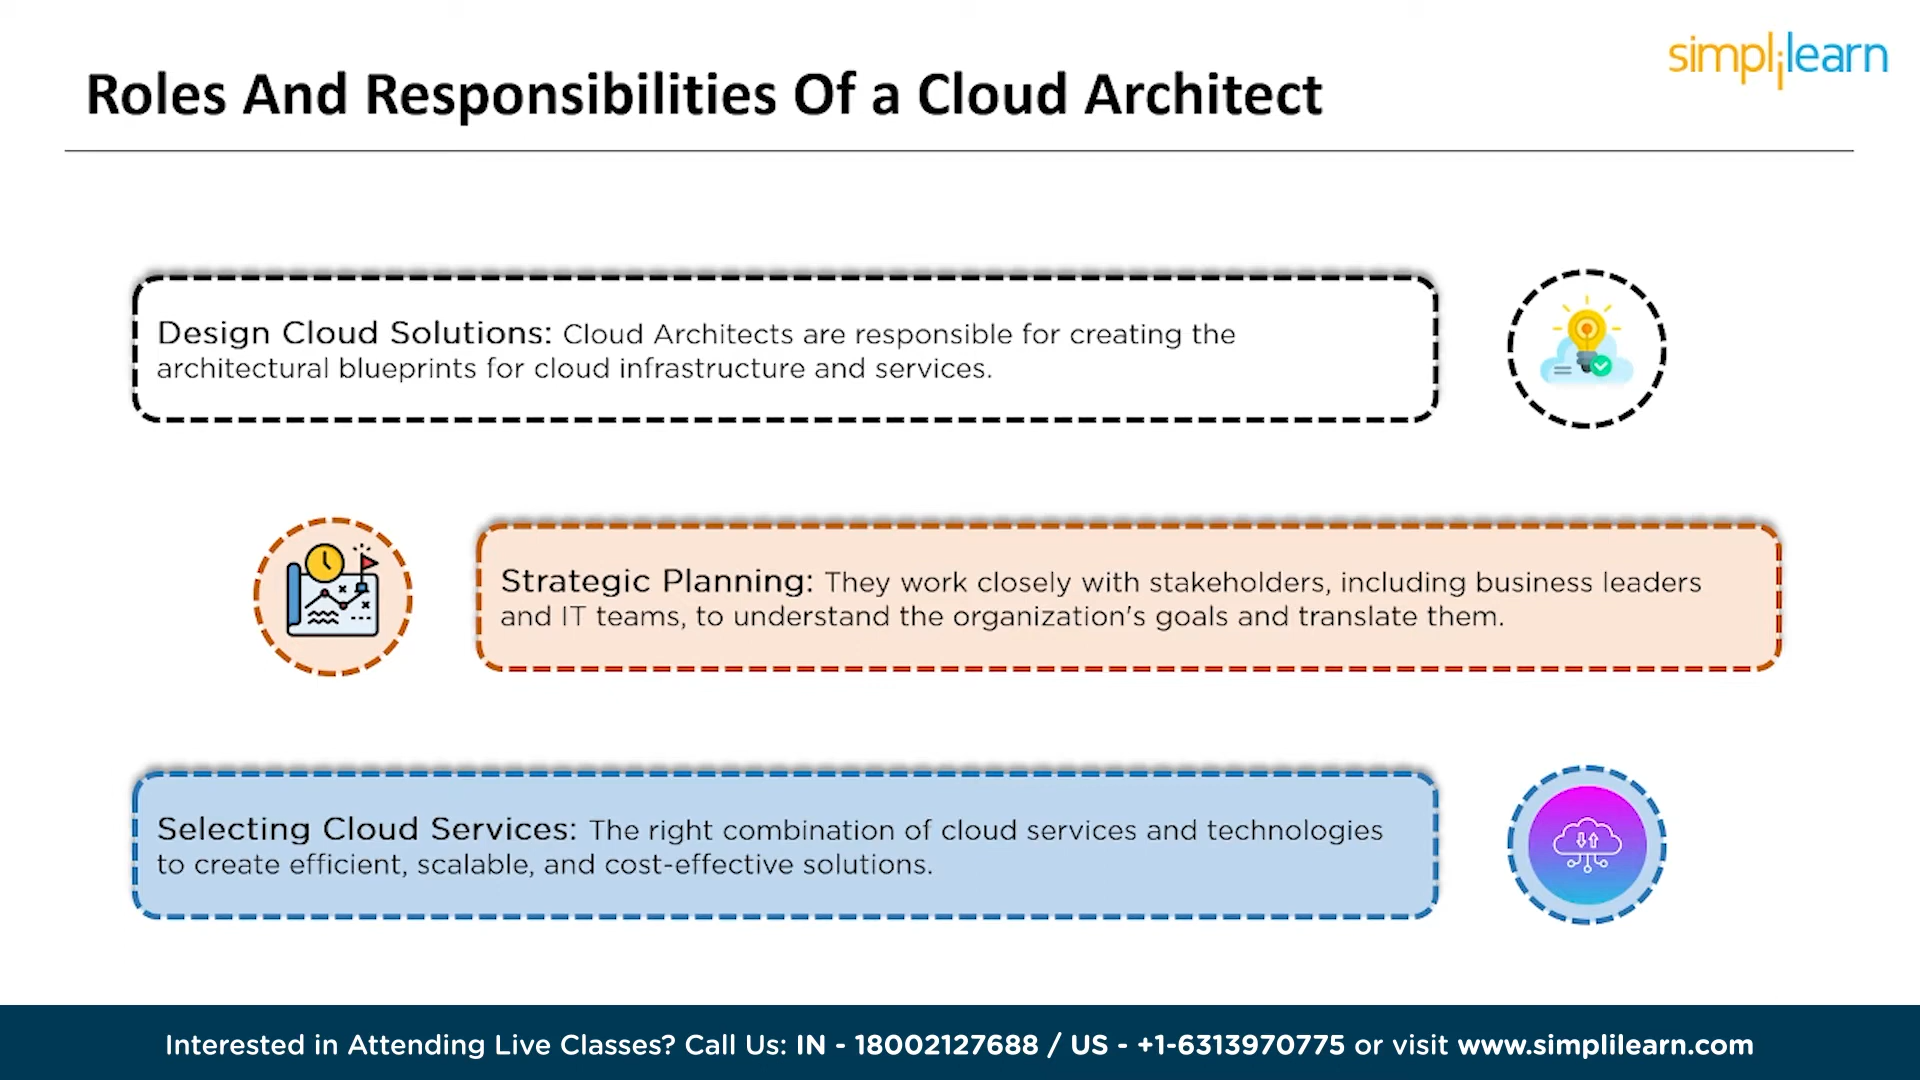 simplilearn
Roles And Responsibilities Of a Cloud Architect
Design Cloud Solutions: Cloud Architects are responsible for creating the
architectural blueprints for cloud infrastructure and services.
Strategic Planning: They work closely with stakeholders, including business leaders
and IT teams, to understand the organization's goals and translate them.
Selecting Cloud Services: The right combination of cloud services and technologies
to create efficient, scalable, and cost-effective solutions.
Interested in Attending Live Classes? Call Us: IN - 18002127688 / US - +1-6313970775 or visit www.simplilearn.com